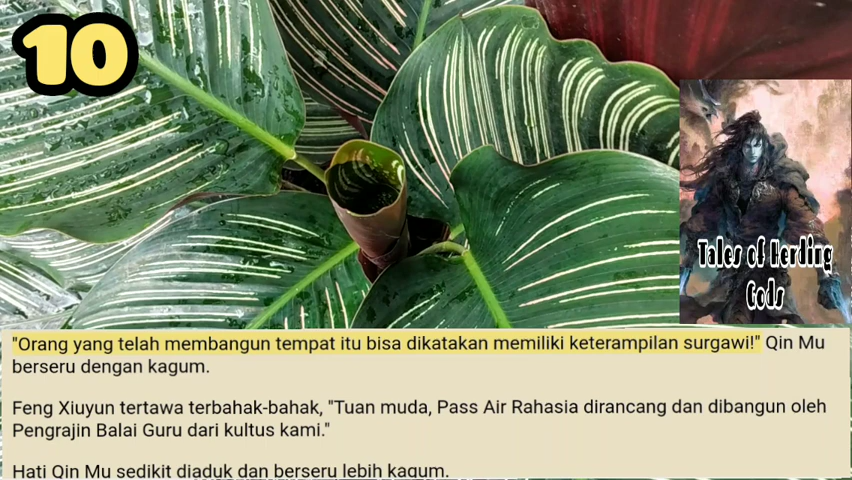 10
Tales of Herding
Gods
"Orang yang telah membangun tempat itu bisa dikatakan memiliki keterampilan surgawi!" Qin Mu
berseru dengan kagum.
Feng Xiuyun tertawa terbahak-bahak, "Tuan muda, Pass Air Rahasia dirancang dan dibangun oleh
Pengrajin Balai Guru dari kultus kami."
Hati Qin Mu sedikit diaduk dan berseru lebih kagum.